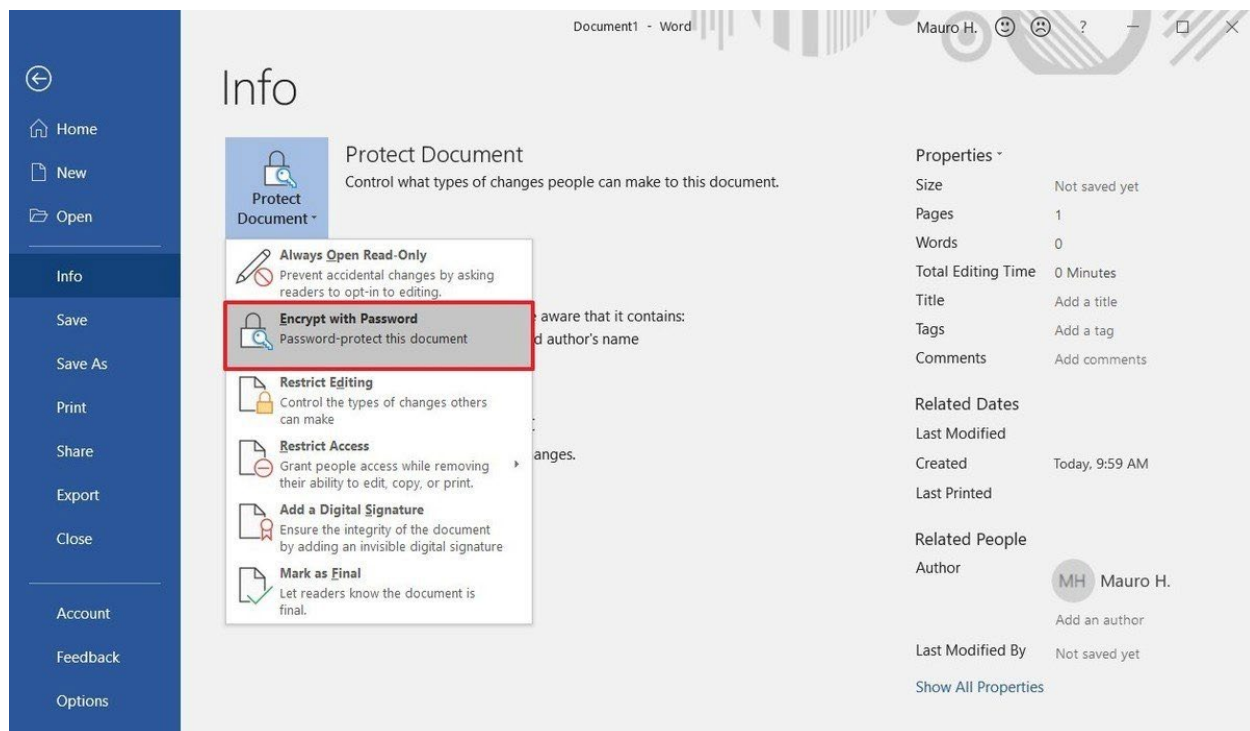 Document1 - Word
Mauro H.
?
Info
Home
New
Open
Info
Save
Save As
Print
Share
Export
Close
Account
Feedback
Options
Protect
Document
Protect Document
Control what types of changes people can make to this document.
Always Open Read-Only
Prevent accidental changes by asking
readers to opt-in to editing.
Encrypt with Password
Password-protect this document
Restrict Editing
Control the types of changes others
can make
Restrict Access
Grant people access while removing
their ability to edit, copy, or print.
Add a Digital Signature
Ensure the integrity of the document
by adding an invisible digital signature
Mark as Final
Let readers know the document is
final.
aware that it contains:
author's name
anges.
Properties
Size Not saved yet
Pages 1
Words 0
Total Editing Time 0 Minutes
Title Add a title
Tags Add a tag
Comments Add comments
Related Dates
Last Modified
Created Today, 9:59 AM
Last Printed
Related People
Author
MH Mauro H.
Add an author
Last Modified By Not saved yet
Show All Properties